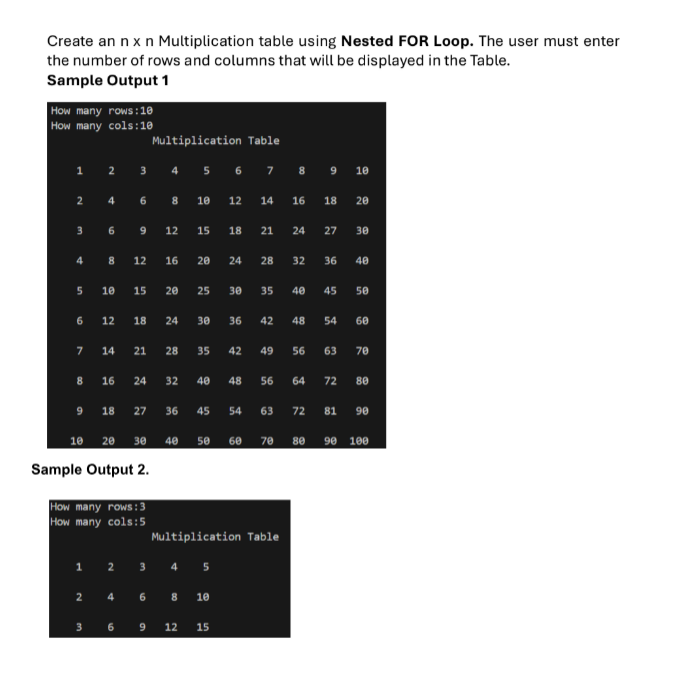 Create an n x n Multiplication table using Nested FOR Loop. The user must enter
the number of rows and columns that will be displayed in the Table.
Sample Output 1
How many rows:10
How many cols:10
Multiplication Table
1 2 3 4 5 6 7 8 9 10
2 4 6 8 10 12 14 16 18 20
3 6 9 12 15 18 21 24 27 30
4 8 12 16 20 24 28 32 36 40
5 10 15 20 25 30 35 40 45 50
6 12 18 24 30 36 42 48 54 60
7 14 21 28 35 42 49 56 63 70
8 16 24 32 40 48 56 64 72 80
9 18 27 36 45 54 63 72 81 90
10 20 30 40 50 60 70 80 90 100
Sample Output 2.
How many rows:3
How many cols:5
Multiplication Table
1 2 3 4 5
2 4 6 8 10
3 6 9 12 15